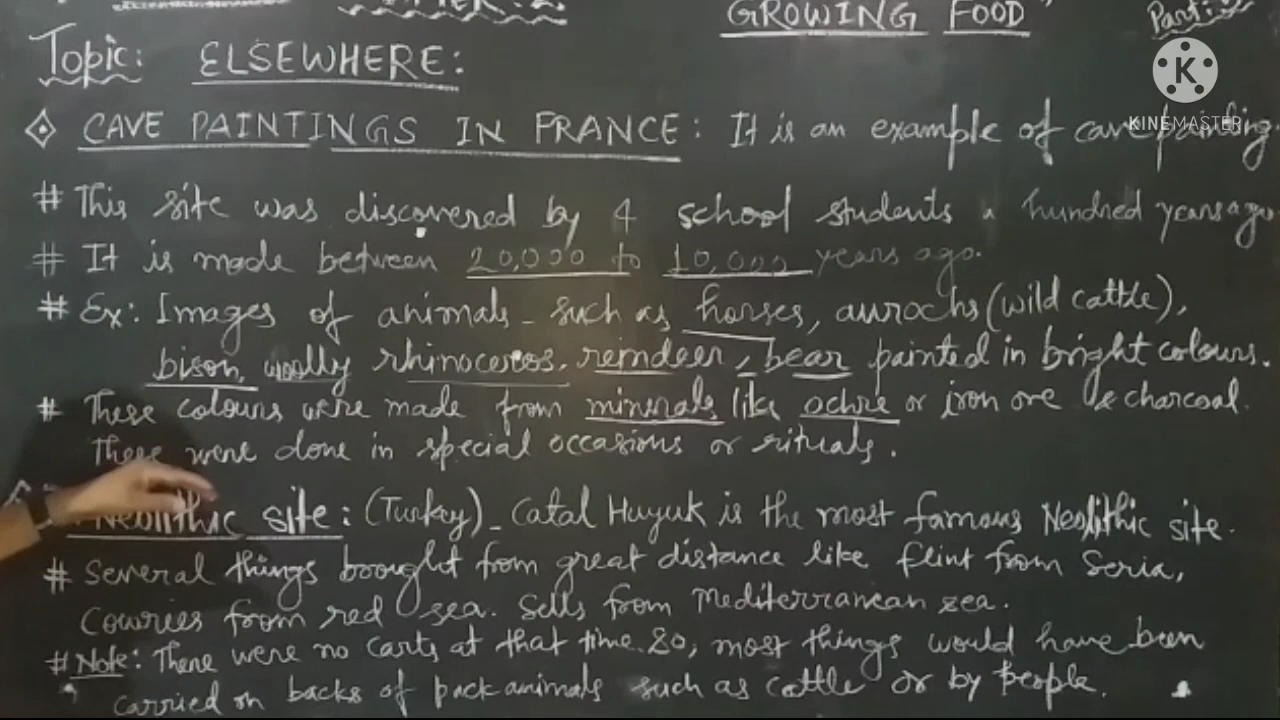 GROWING FOOD"
Part:
Topic: ELSEWHERE:
K
KINEMASTER
CAVE PAINTINGS IN FRANCE: It is an example of cave painting
# This site was discovered by 4 school students a hundred years ago
# It is made between 20,000 to 10,000 years ago.
# Ex: Images of animals - such as horses, aurochs (wild cattle),
bison, woolly rhinoceros, reindeer, bear painted in bright colours.
# These colours were made from minerals like ochre or iron ore & charcoal.
These were done in special occasions or rituals.
Neolithic site: (Turkey) - Catal Huyuk is the most famous Neolithic site.
# Several things brought from great distance like flint from Seria,
Cowries from red sea. Sells from Mediterranean zea.
# Note: There were no carts at that time. So, most things would have been
carried on backs of pack animals such as cattle or by people.